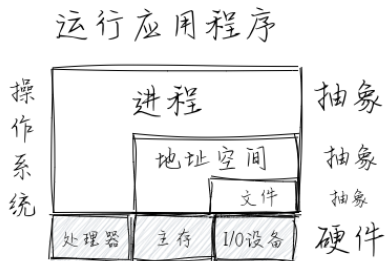 运行应用程序
操作系统
进程 抽象
地址空间 抽象
文件 抽象
处理器 主存 I/O设备 硬件